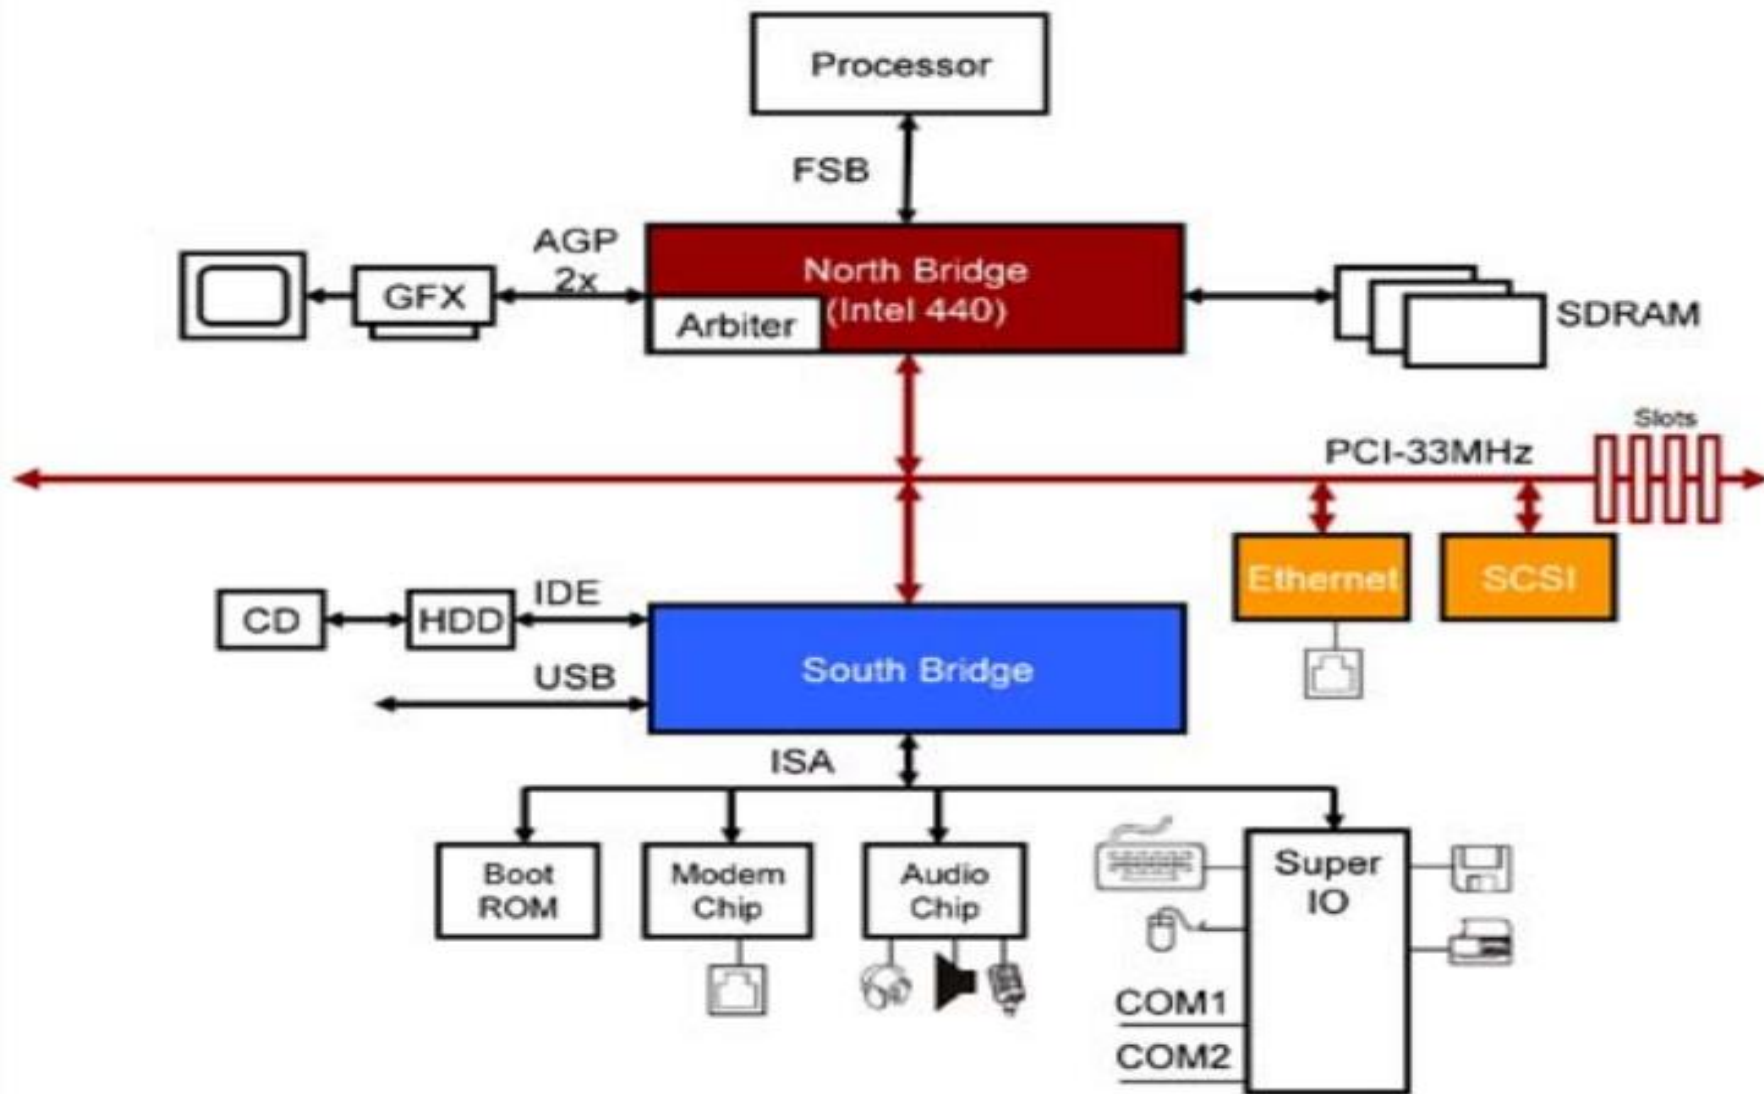 Processor
FSB
AGP
2x
GFX
North Bridge
(Intel 440)
Arbiter
SDRAM
Slots
PCI-33MHz
Ethernet
SCSI
CD
HDD
IDE
USB
South Bridge
ISA
Boot
ROM
Modem
Chip
Audio
Chip
Super
IO
COM1
COM2